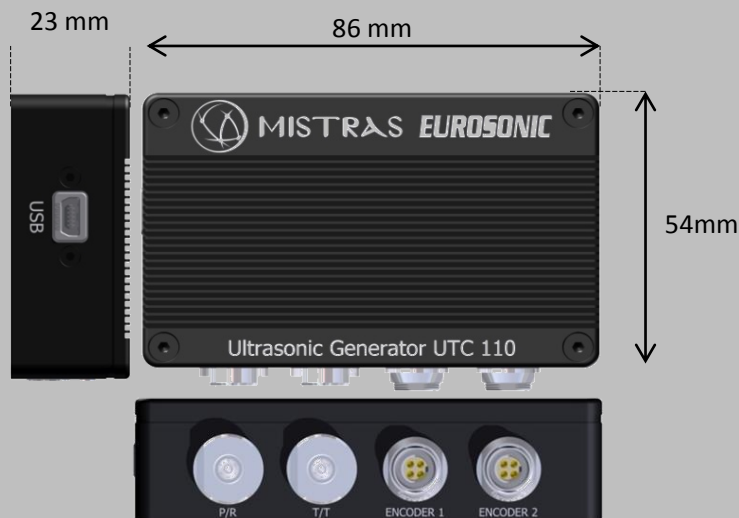 23 mm
86 mm
MISTRAS EUROSONIC
USB
54mm
Ultrasonic Generator UTC 110
P/R T/T ENCODER 1 ENCODER 2